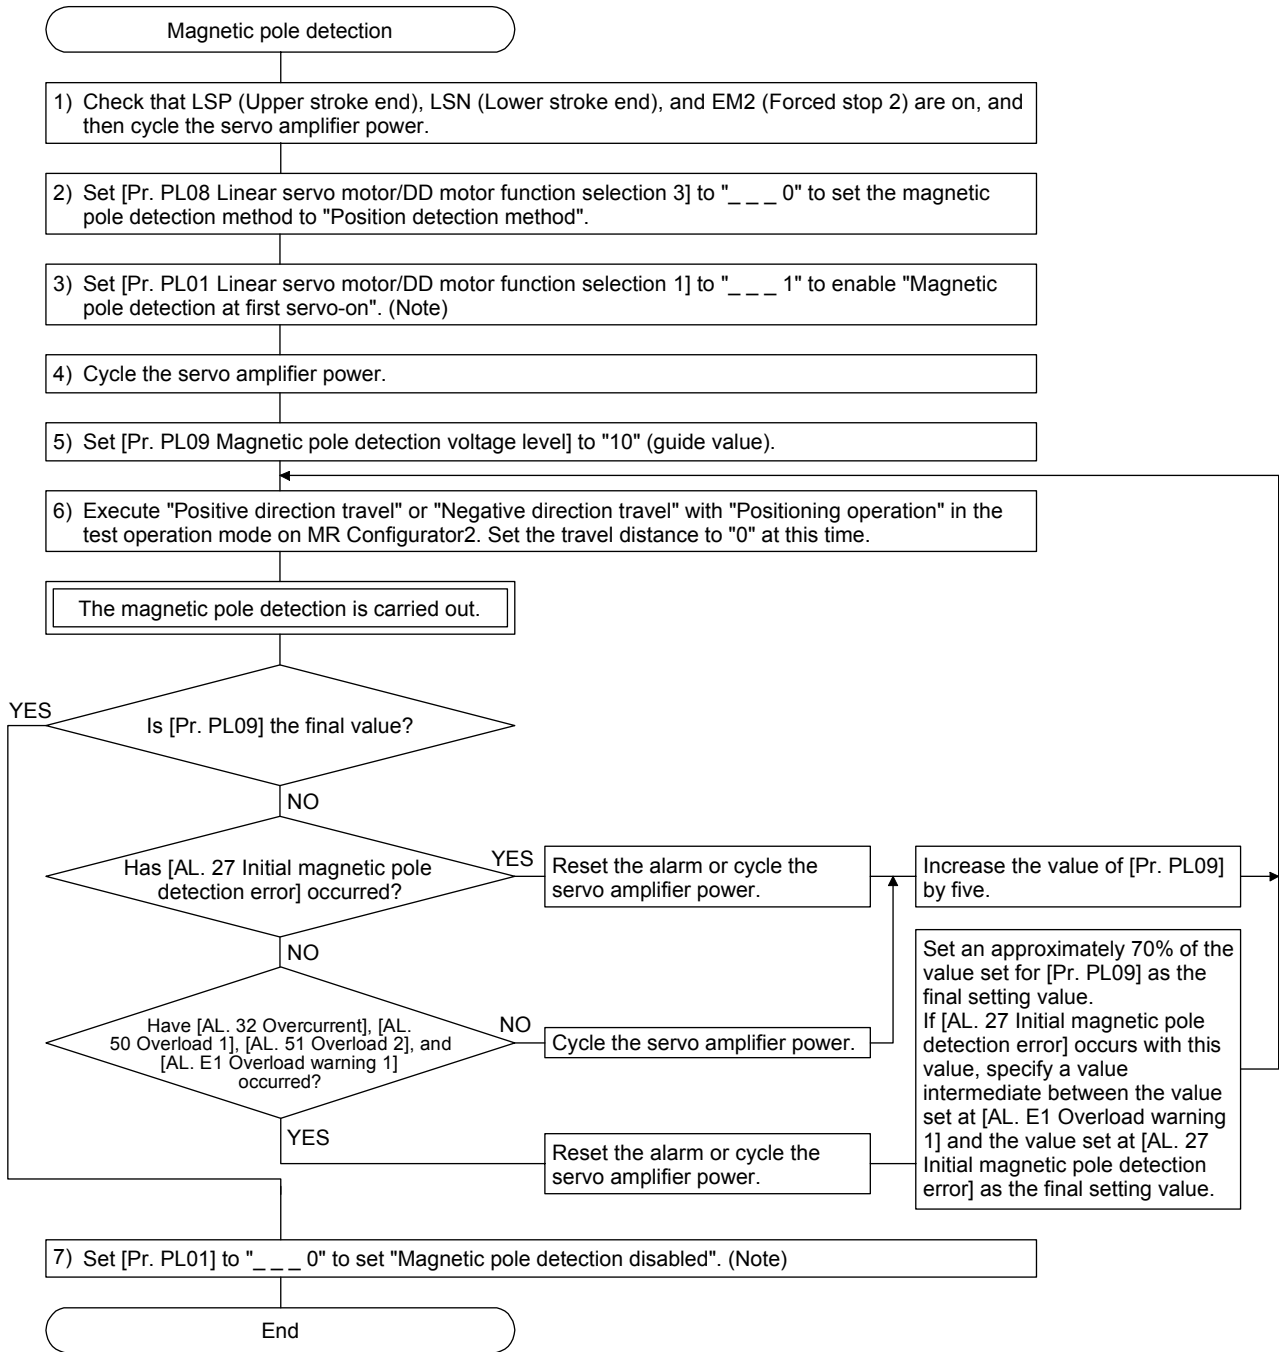 Magnetic pole detection
1) Check that LSP (Upper stroke end), LSN (Lower stroke end), and EM2 (Forced stop 2) are on, and
then cycle the servo amplifier power.
2) Set [Pr. PL08 Linear servo motor/DD motor function selection 3] to "_ _ _ 0" to set the magnetic
pole detection method to "Position detection method".
3) Set [Pr. PL01 Linear servo motor/DD motor function selection 1] to "_ _ _ 1" to enable "Magnetic
pole detection at first servo-on". (Note)
4) Cycle the servo amplifier power.
5) Set [Pr. PL09 Magnetic pole detection voltage level] to "10" (guide value).
6) Execute "Positive direction travel" or "Negative direction travel" with "Positioning operation" in the
test operation mode on MR Configurator2. Set the travel distance to "0" at this time.
The magnetic pole detection is carried out.
YES
Is [Pr. PL09] the final value?
NO
Has [AL. 27 Initial magnetic pole
detection error] occurred?
YES
Reset the alarm or cycle the
servo amplifier power.
Increase the value of [Pr. PL09]
by five.
NO
Have [AL. 32 Overcurrent], [AL.
50 Overload 1], [AL. 51 Overload 2], and
[AL. E1 Overload warning 1]
occurred?
NO
Cycle the servo amplifier power.
YES
Reset the alarm or cycle the
servo amplifier power.
Set an approximately 70% of the
value set for [Pr. PL09] as the
final setting value.
If [AL. 27 Initial magnetic pole
detection error] occurs with this
value, specify a value
intermediate between the value
set at [AL. E1 Overload warning
1] and the value set at [AL. 27
Initial magnetic pole detection
error] as the final setting value.
7) Set [Pr. PL01] to "_ _ _ 0" to set "Magnetic pole detection disabled". (Note)
End